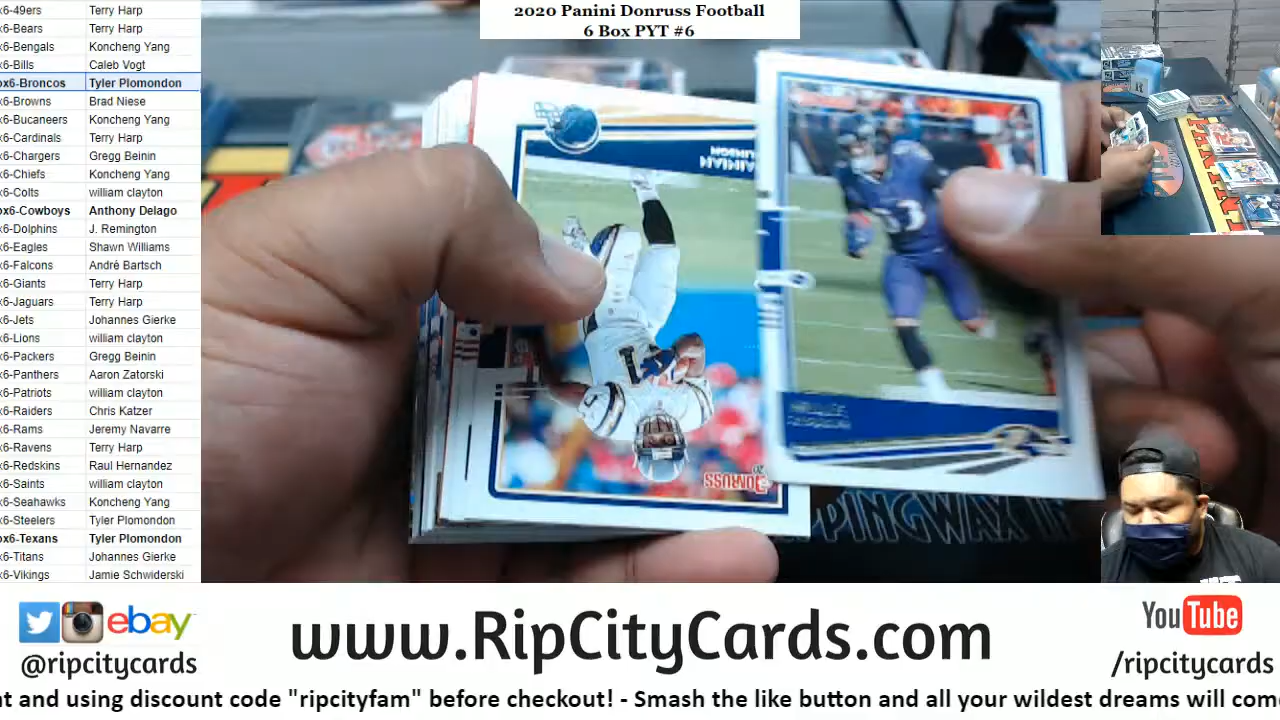 2020 Panini Donruss Football
6 Box PYT #6
x6-49ers Terry Harp
x6-Bears Terry Harp
x6-Bengals Koncheng Yang
x6-Bills Caleb Vogt
ox6-Broncos Tyler Plomondon
x6-Browns Brad Niese
x6-Bucaneers Koncheng Yang
x6-Cardinals Terry Harp
x6-Chargers Gregg Beinin
x6-Chiefs Koncheng Yang
x6-Colts william clayton
ox6-Cowboys Anthony Delago
x6-Dolphins J. Remington
x6-Eagles Shawn Williams
x6-Falcons André Bartsch
x6-Giants Terry Harp
x6-Jaguars Terry Harp
x6-Jets Johannes Gierke
x6-Lions william clayton
x6-Packers Gregg Beinin
x6-Panthers Aaron Zatorski
x6-Patriots william clayton
x6-Raiders Chris Katzer
x6-Rams Jeremy Navarre
x6-Ravens Terry Harp
x6-Redskins Raul Hernandez
x6-Saints william clayton
x6-Seahawks Koncheng Yang
x6-Steelers Tyler Plomondon
ox6-Texans Tyler Plomondon
x6-Titans Johannes Gierke
x6-Vikings Jamie Schwiderski
DONRUSS
PPINGWAX
ebay
@ripcitycards
www.RipCityCards.com
YouTube
/ripcitycards
nt and using discount code "ripcityfam" before checkout! - Smash the like button and all your wildest dreams will com